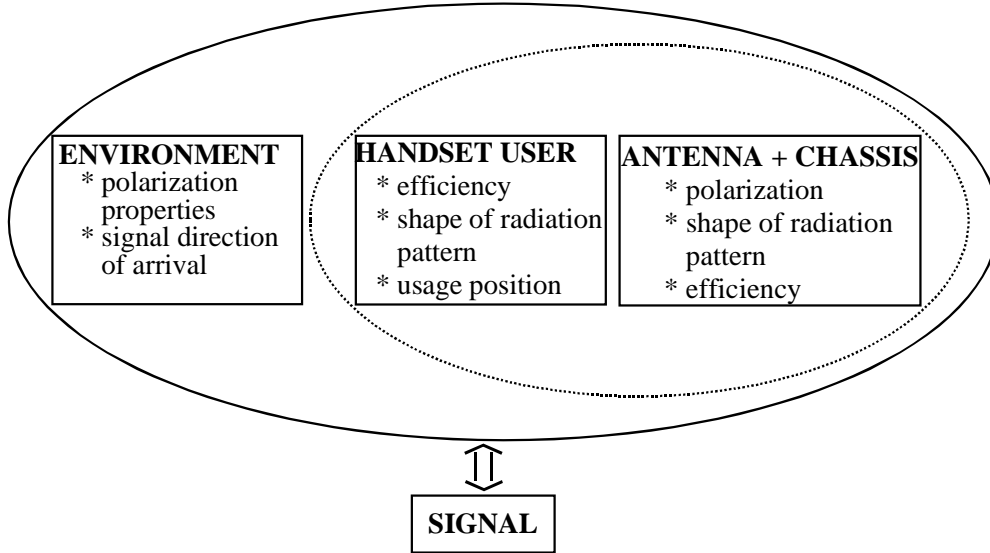 ENVIRONMENT
* polarization
properties
* signal direction
of arrival
HANDSET USER
* efficiency
* shape of radiation
pattern
* usage position
ANTENNA + CHASSIS
* polarization
* shape of radiation
pattern
* efficiency
SIGNAL